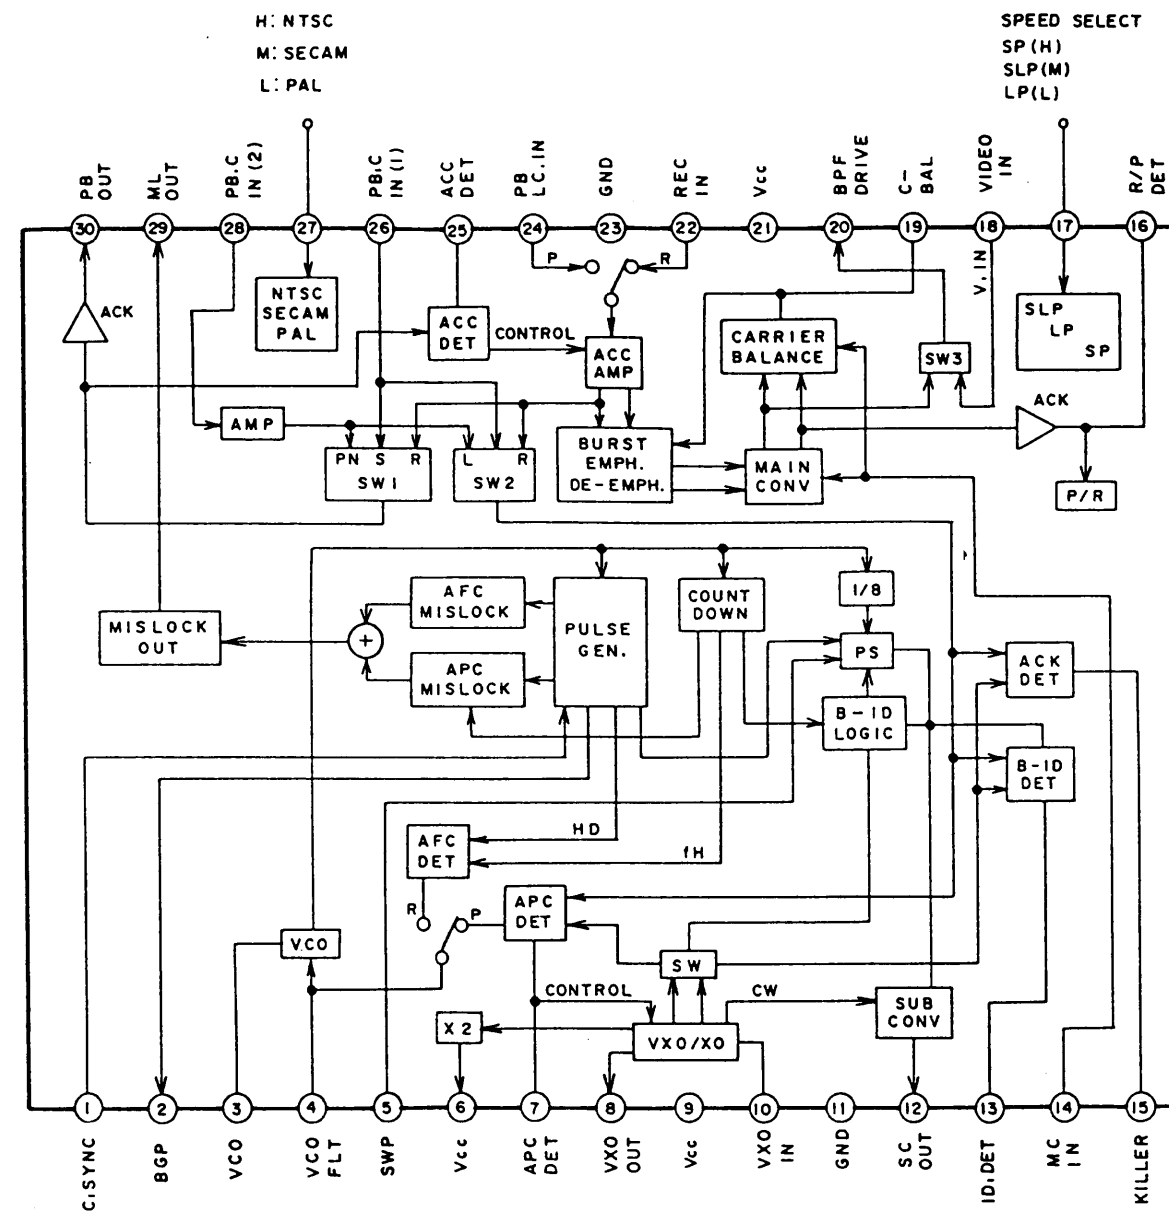 H: NTSC
M: SECAM
L: PAL
SPEED SELECT
SP(H)
SLP(M)
LP(L)
PB OUT
ML OUT
PB.C IN(2)
PB.C IN(1)
ACC DET
PB LC.IN
GND
REC IN
Vcc
BPF DRIVE
C-BAL
VIDEO IN
R/P DET
30
29
28
27
26
25
24
23
22
21
20
19
18
17
16
ACK
NTSC
SECAM
PAL
ACC
DET
CONTROL
P
R
ACC
AMP
CARRIER
BALANCE
SW3
V.IN
SLP
LP
SP
ACK
AMP
PN S R
SW1
L R
SW2
BURST
EMPH.
DE-EMPH.
MAIN
CONV
P/R
MISLOCK
OUT
+
AFC
MISLOCK
APC
MISLOCK
PULSE
GEN.
COUNT
DOWN
1/8
PS
B-ID
LOGIC
ACK
DET
B-ID
DET
HD
fH
AFC
DET
R
P
APC
DET
VCO
SW
CONTROL
CW
X2
VXO/XO
SUB
CONV
1
2
3
4
5
6
7
8
9
10
11
12
13
14
15
C.SYNC
BGP
VCO
VCO FLT
SWP
Vcc
APC DET
VXO OUT
Vcc
VXO IN
GND
SC OUT
ID.DET
MC IN
KILLER